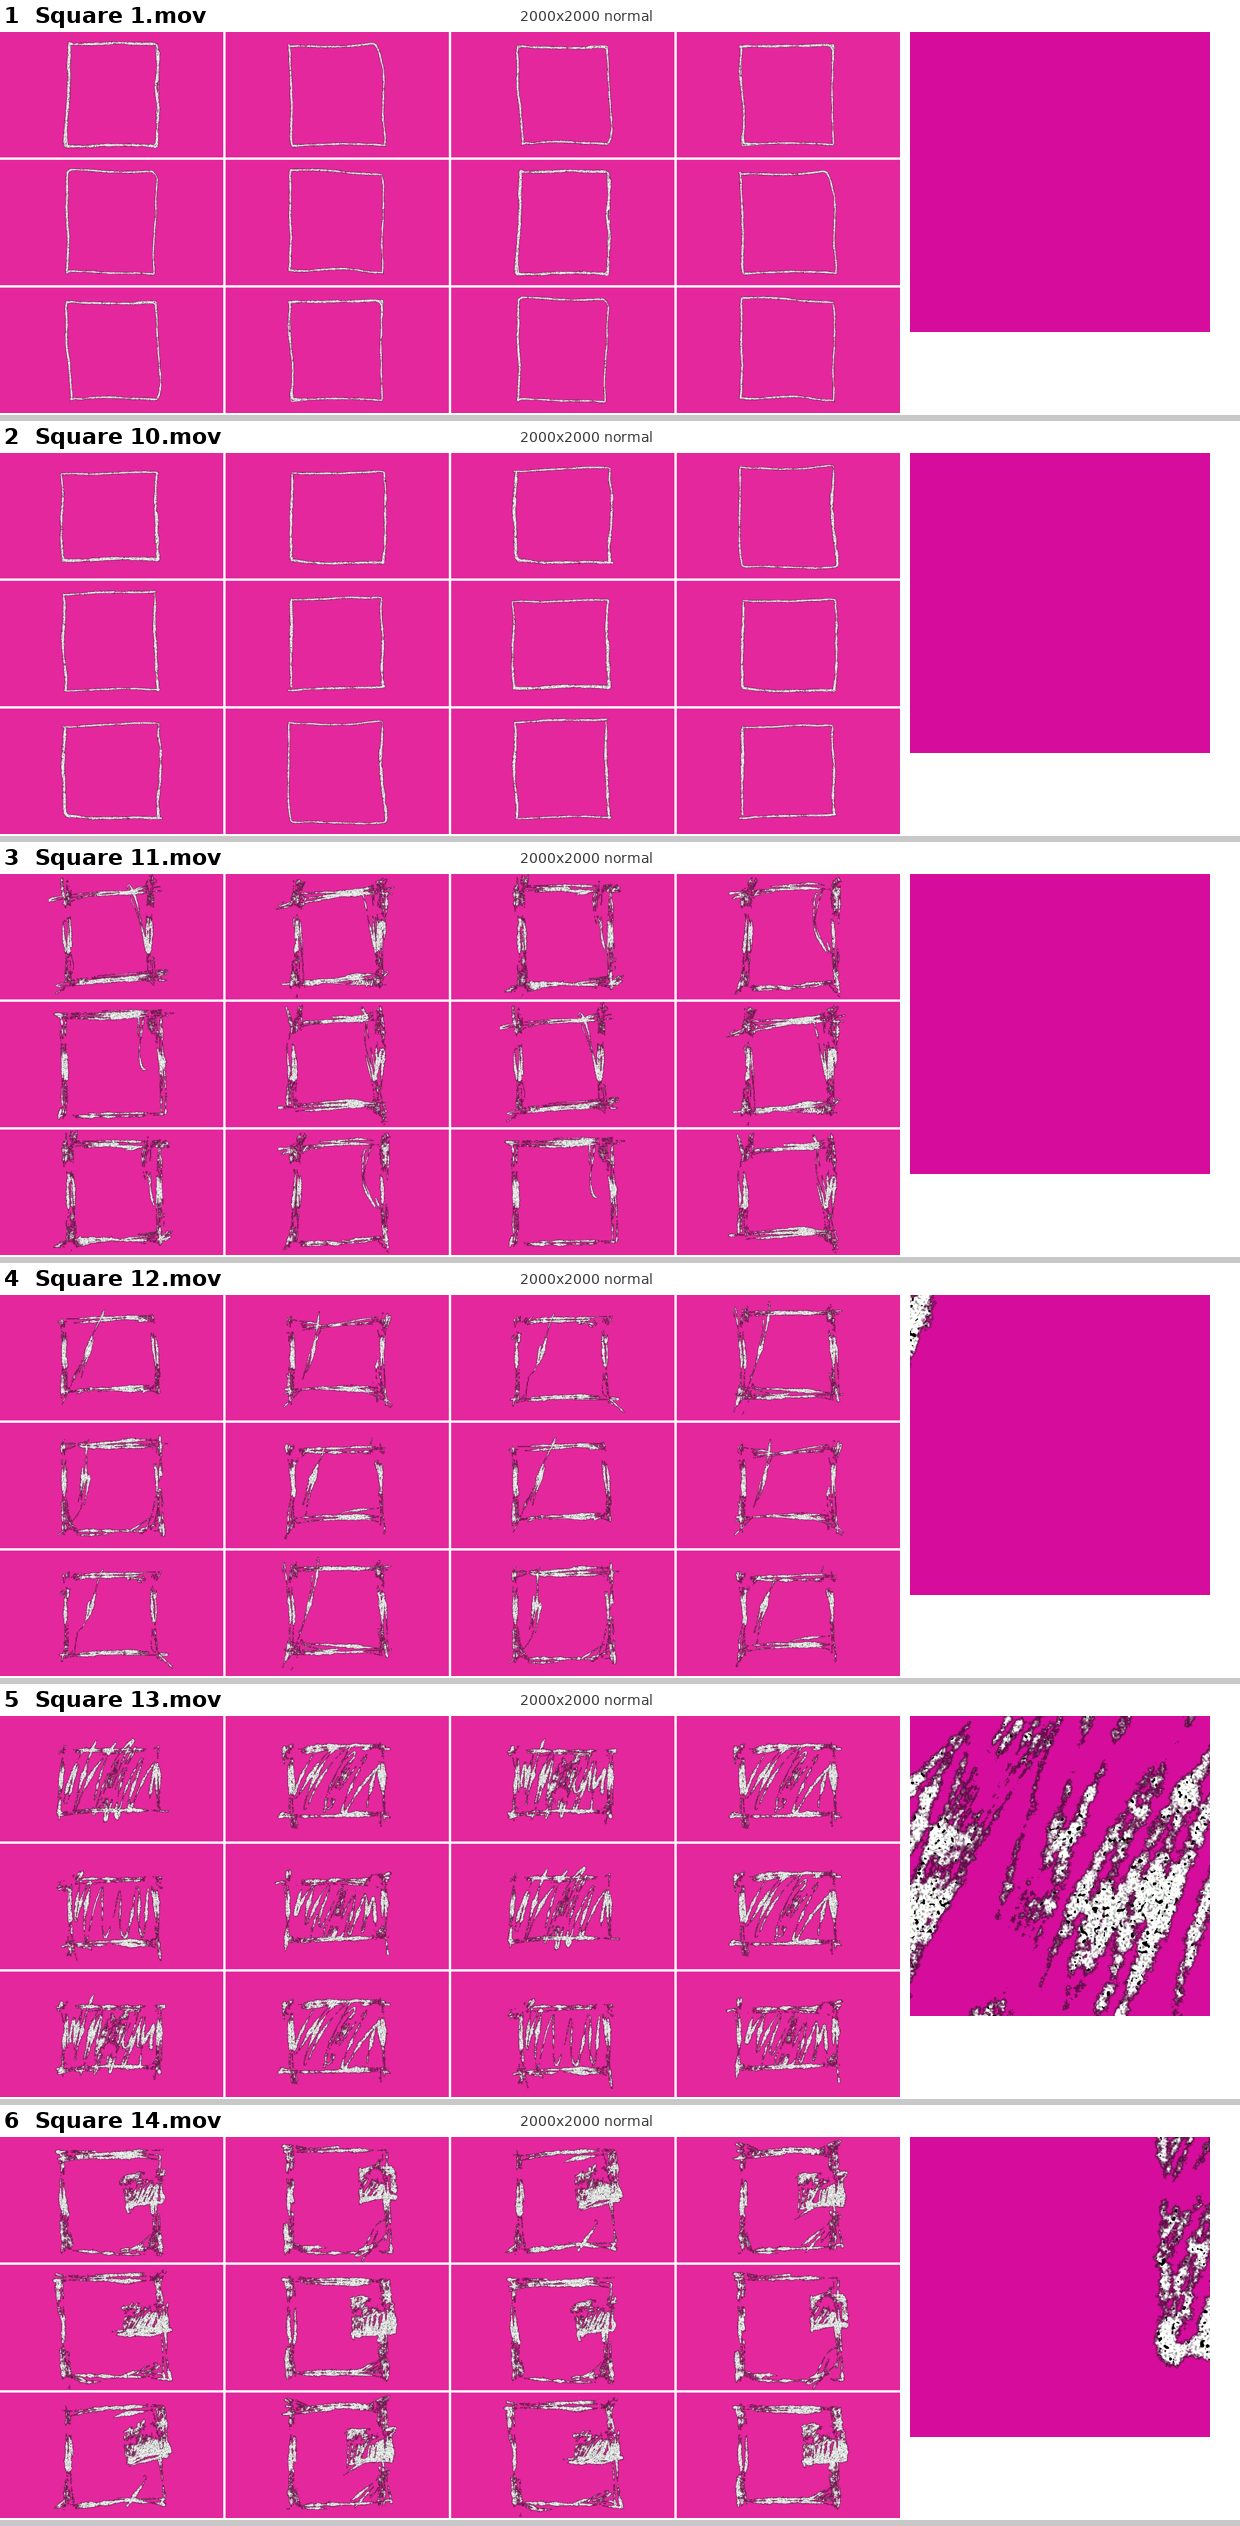 1 Square 1.mov 2000x2000 normal
2 Square 10.mov 2000x2000 normal
3 Square 11.mov 2000x2000 normal
4 Square 12.mov 2000x2000 normal
5 Square 13.mov 2000x2000 normal
6 Square 14.mov 2000x2000 normal